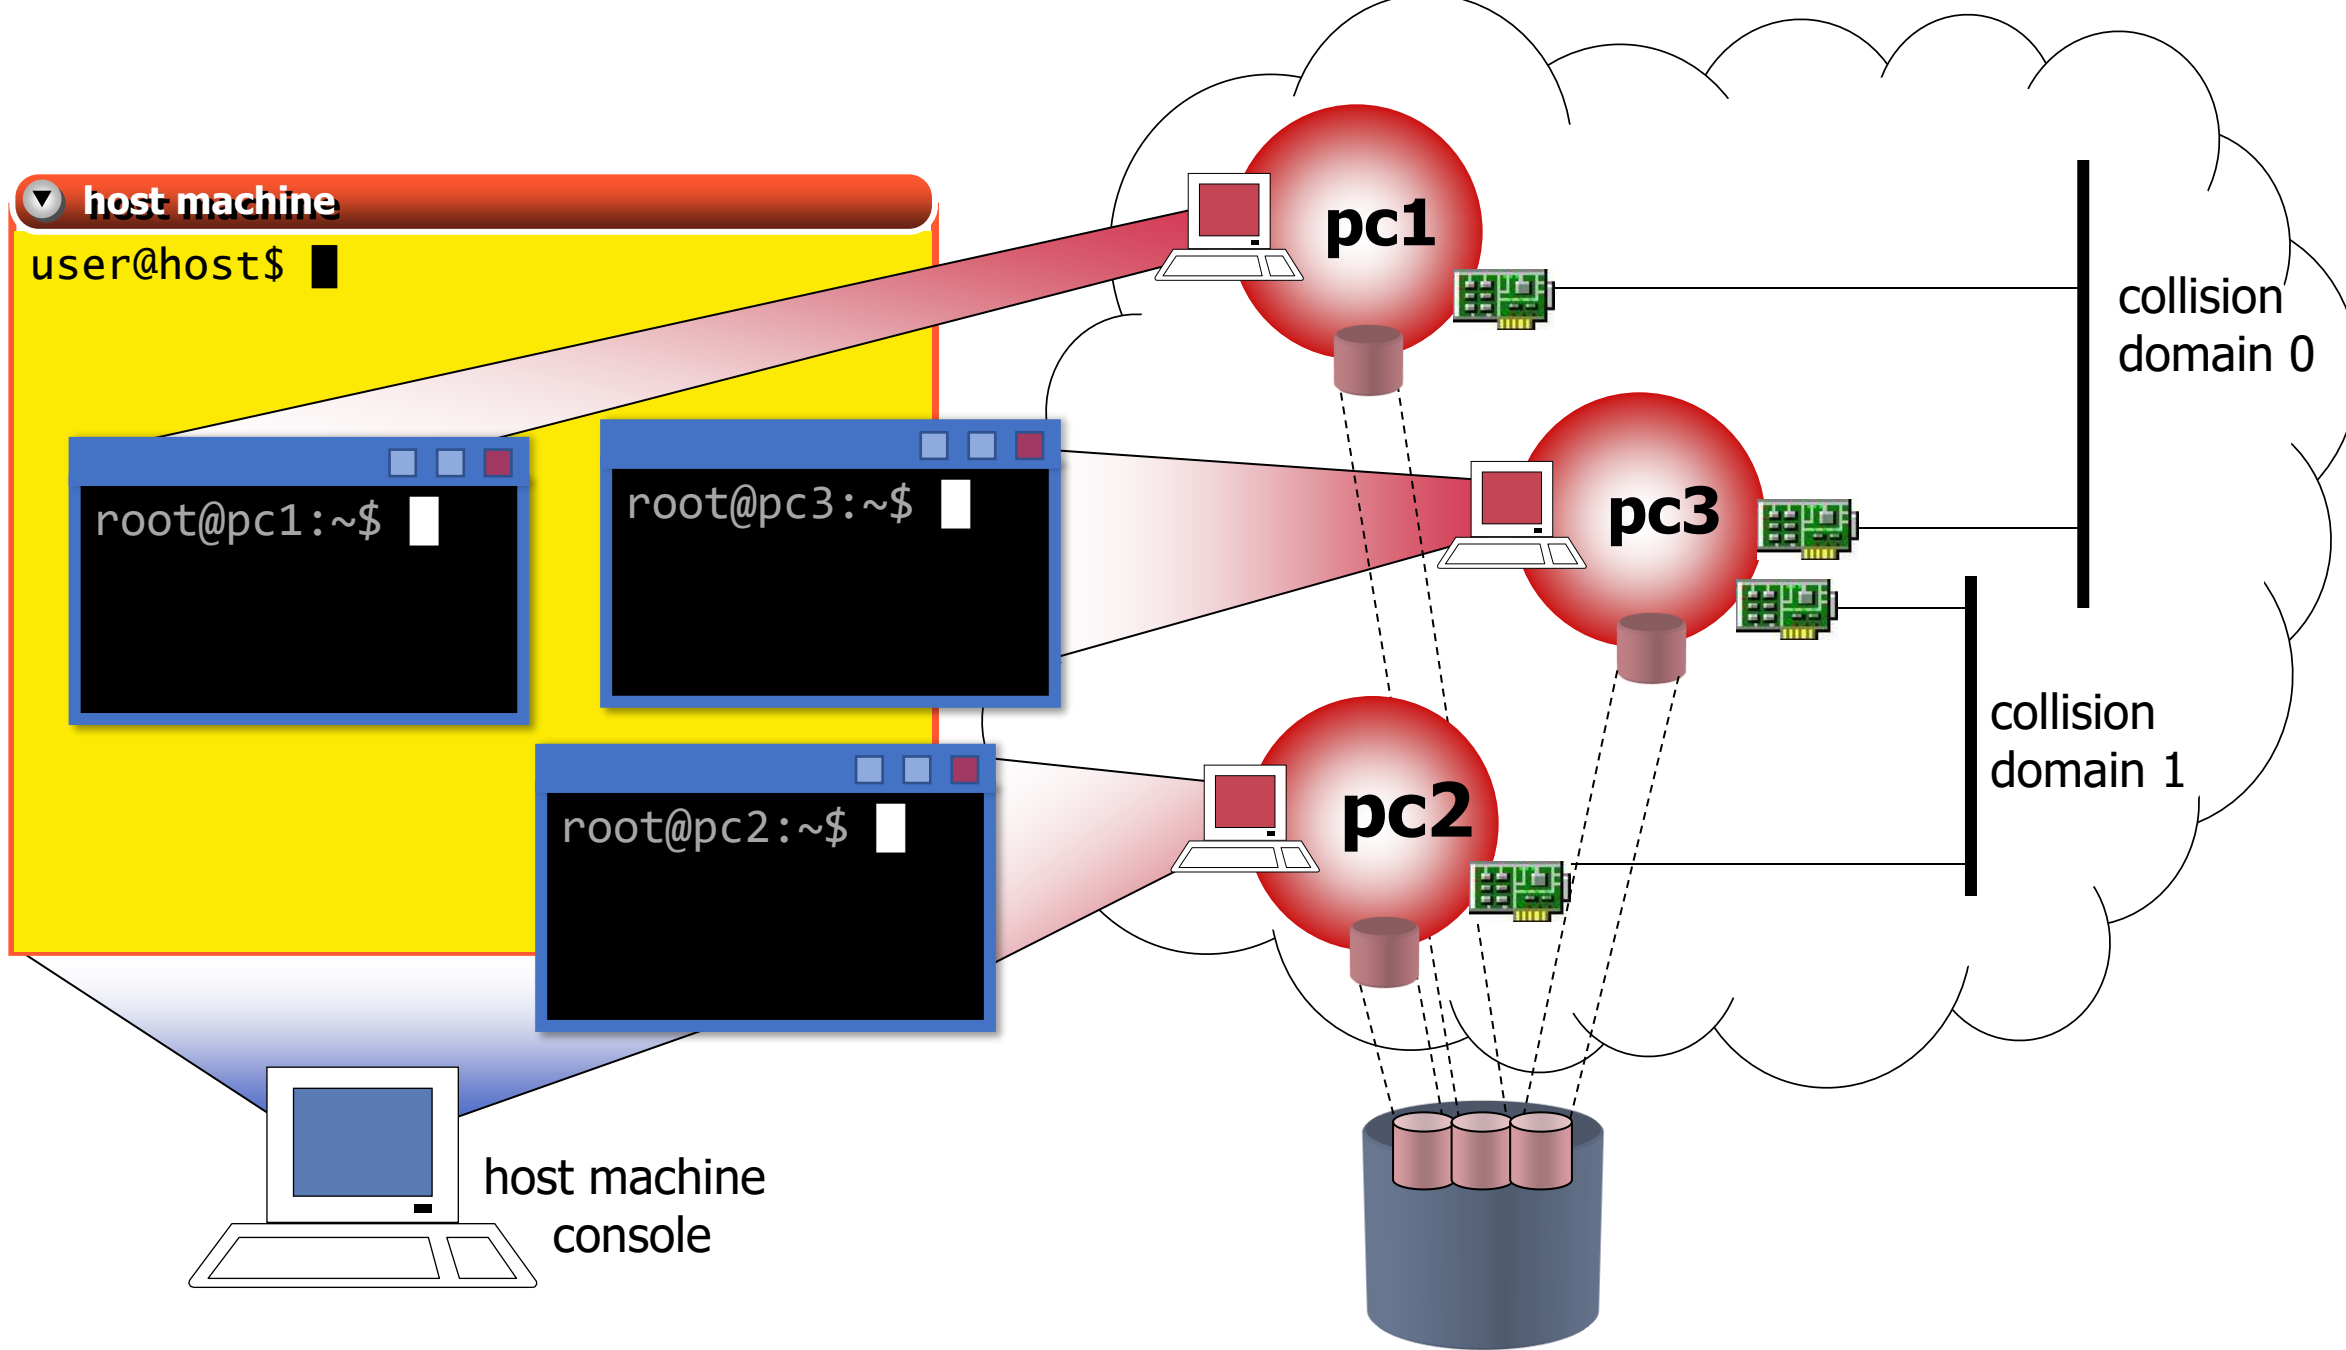 host machine
user@host$
root@pc1:~$
root@pc3:~$
root@pc2:~$
host machine
console
pc1
pc3
pc2
collision
domain 0
collision
domain 1